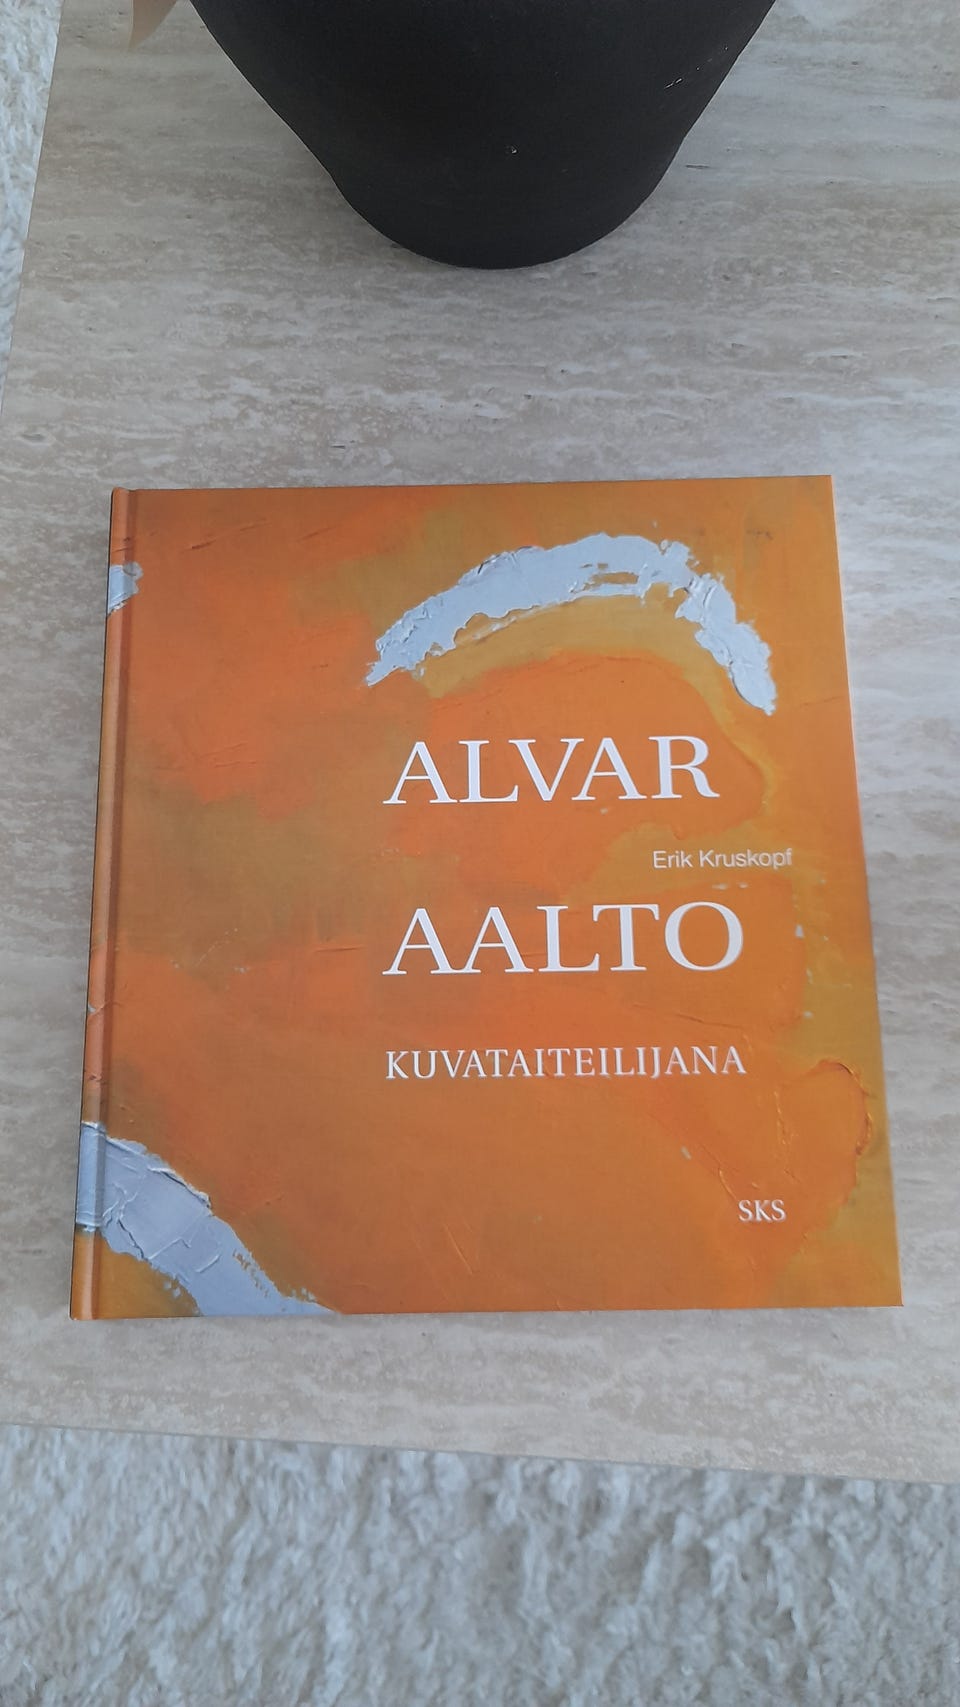 ALVAR
Erik Kruskopf
AALTO
KUVATAITEILIJANA
SKS